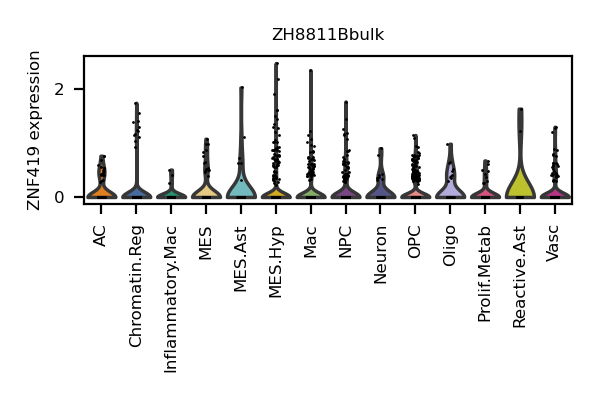 ZH8811Bbulk
ZNF419 expression
2
0
AC
Chromatin.Reg
Inflammatory.Mac
MES
MES.Ast
MES.Hyp
Mac
NPC
Neuron
OPC
Oligo
Prolif.Metab
Reactive.Ast
Vasc